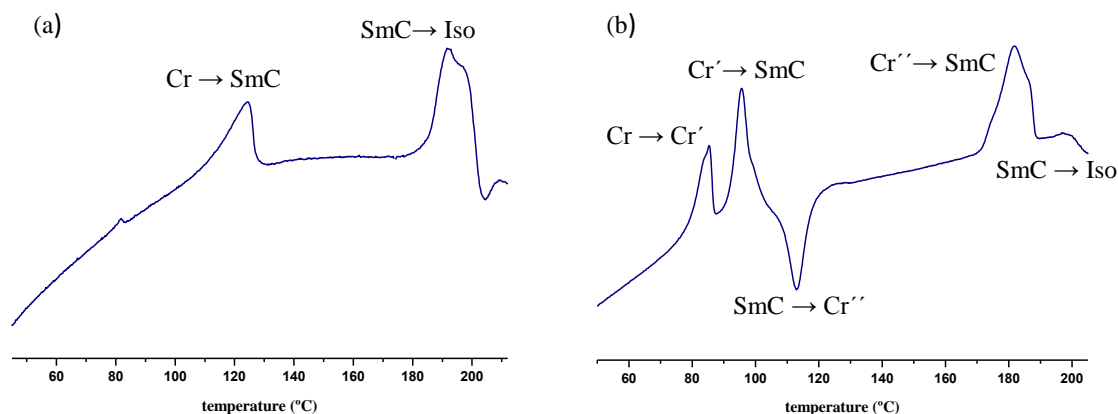 (a)
SmC→ Iso
Cr → SmC
60 80 100 120 140 160 180 200
temperature (ºC)
(b)
Cr´→ SmC
Cr´´→ SmC
Cr → Cr´
SmC → Iso
SmC → Cr´´
60 80 100 120 140 160 180 200
temperature (ºC)